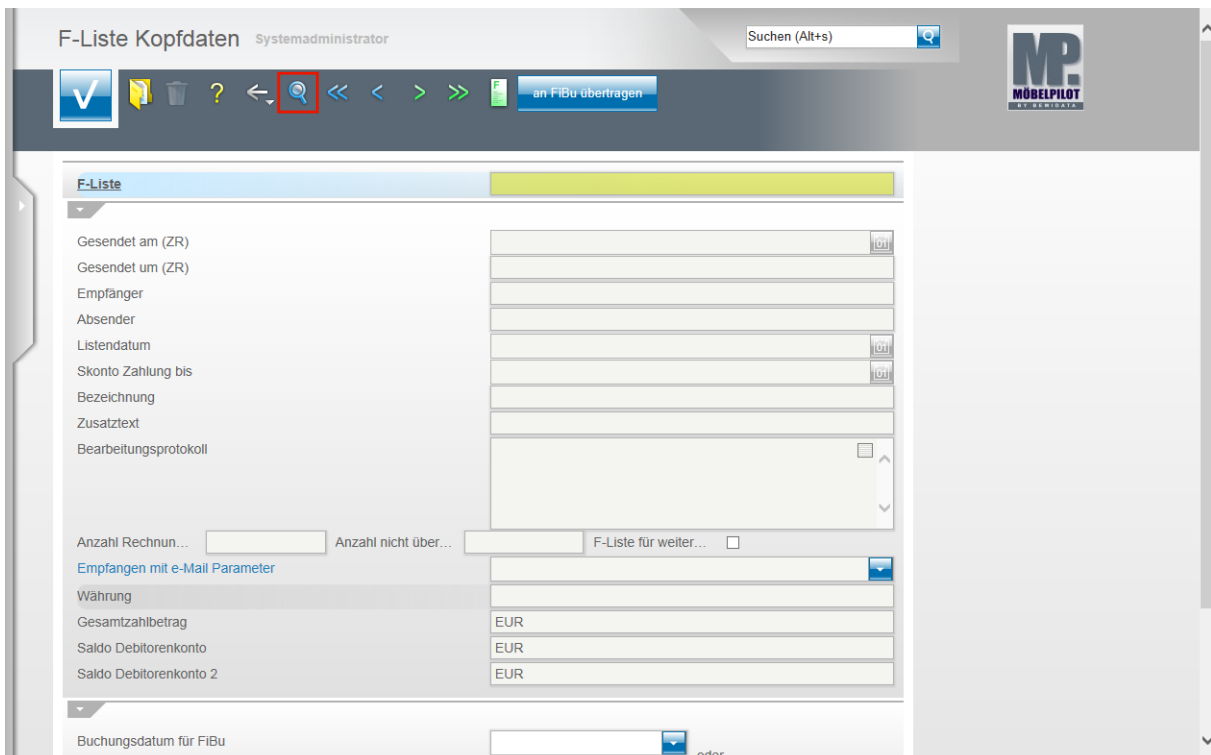 F-Liste Kopfdaten Systemadministrator
Suchen (Alt+s)
MP.
MÖBELPILOT
BY BEWIDATA
? F an FiBu übertragen
F-Liste
Gesendet am (ZR)
Gesendet um (ZR)
Empfänger
Absender
Listendatum
Skonto Zahlung bis
Bezeichnung
Zusatztext
Bearbeitungsprotokoll
Anzahl Rechnun… Anzahl nicht über… F-Liste für weiter…
Empfangen mit e-Mail Parameter
Währung
Gesamtzahlbetrag EUR
Saldo Debitorenkonto EUR
Saldo Debitorenkonto 2 EUR
Buchungsdatum für FiBu oder